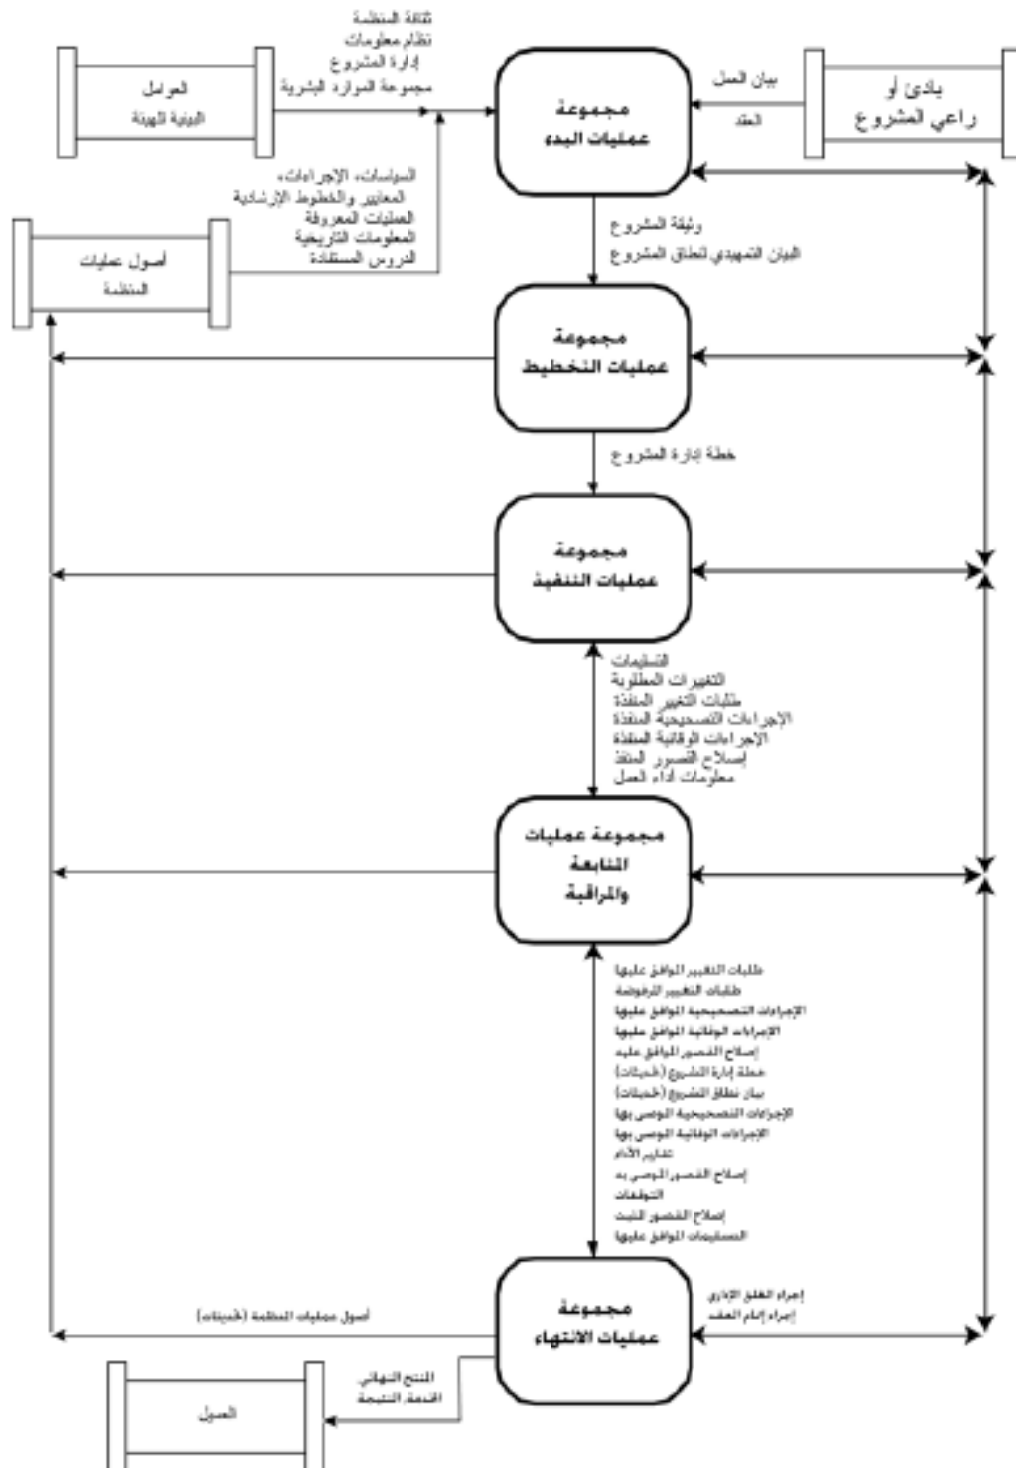 ثقافة المنظمة
نظام معلومات
إدارة المشروع
مجموعة الموارد البشرية
العوامل
البيئية للهيئة
مجموعة
عمليات البدء
بيان العمل
العقد
بادئ أو
راعي المشروع
السياسات، الإجراءات،
المعايير والخطوط الإرشادية
العمليات المعروفة
المعلومات التاريخية
الدروس المستفادة
أصول عمليات
المنظمة
وثيقة المشروع
البيان التمهيدي لنطاق المشروع
مجموعة
عمليات التخطيط
خطة إدارة المشروع
مجموعة
عمليات التنفيذ
التسليمات
التغييرات المطلوبة
طلبات التغيير المنفذة
الإجراءات التصحيحية المنفذة
الإجراءات الوقائية المنفذة
إصلاح القصور المنفذ
معلومات أداء العمل
مجموعة عمليات
المتابعة
والمراقبة
طلبات التغيير الموافق عليها
طلبات التغيير المرفوضة
الإجراءات التصحيحية الموافق عليها
الإجراءات الوقائية الموافق عليها
إصلاح القصور الموافق عليه
خطة إدارة المشروع (تحديثات)
بيان نطاق المشروع (تحديثات)
الإجراءات التصحيحية الموصى بها
الإجراءات الوقائية الموصى بها
تقارير الأداء
إصلاح القصور الموصى به
التوقعات
إصلاح القصور المثبت
التسليمات الموافق عليها
مجموعة
عمليات الانتهاء
إجراء الغلق الإداري
إجراء إتمام العقد
أصول عمليات المنظمة (تحديثات)
المنتج النهائي
الخدمة، النتيجة
العميل